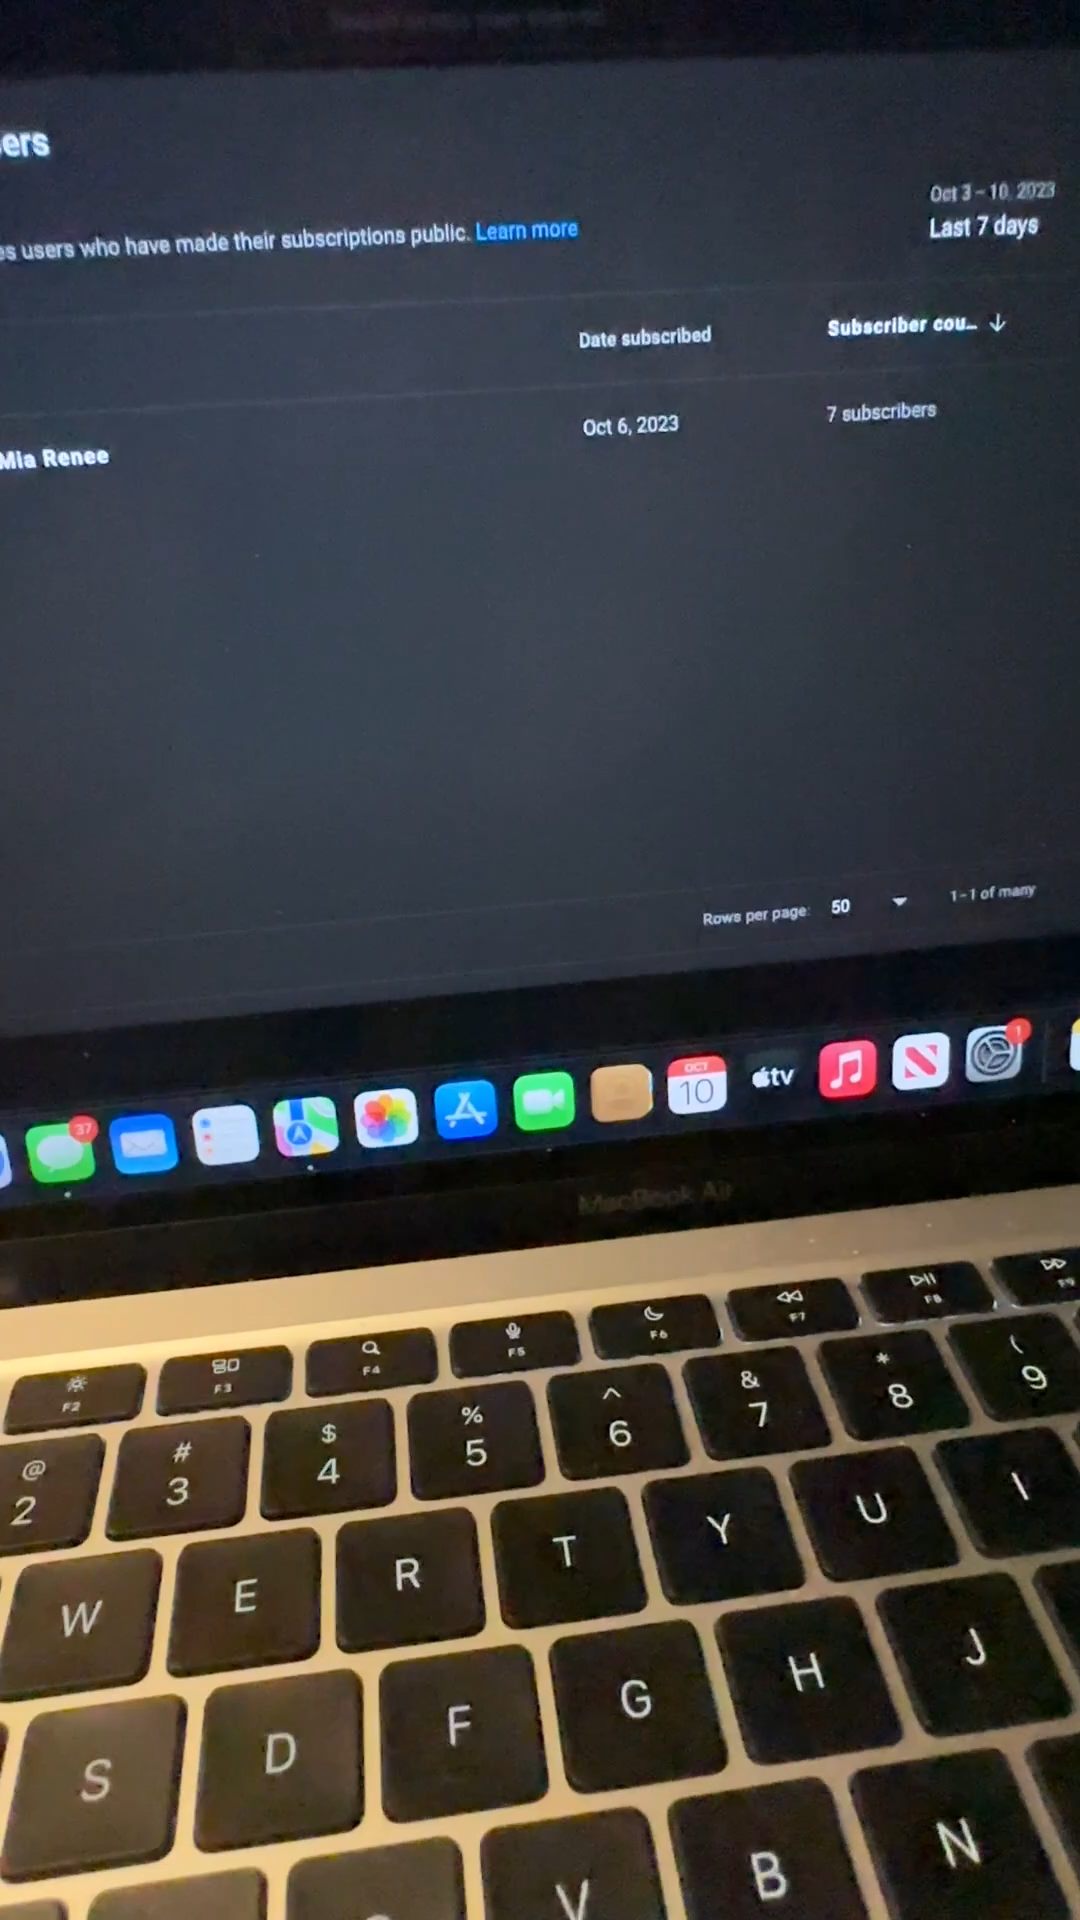 ers
Oct 3 – 10, 2023
es users who have made their subscriptions public. Learn more
Last 7 days
Date subscribed
Subscriber cou... ↓
Mia Renee
Oct 6, 2023
7 subscribers
Rows per page: 50
1–1 of many
37
OCT
10
tv
1
MacBook Air
F2
F3
F4
F5
F6
F7
F8
F9
@ 2
# 3
$ 4
% 5
^ 6
& 7
* 8
( 9
W E R T Y U I
S D F G H J
V B N